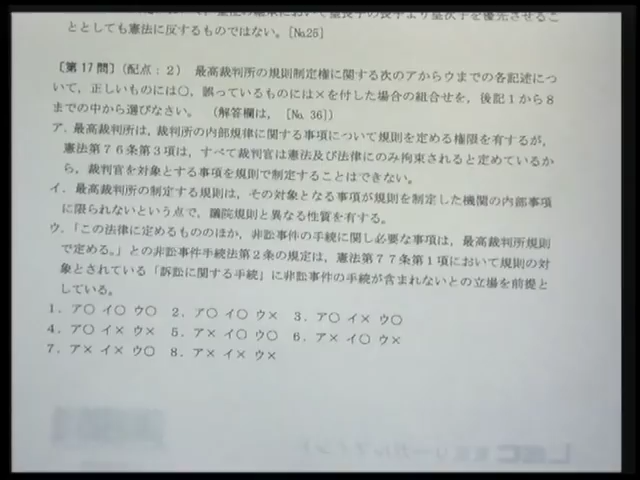 こととしても憲法に反するものではない。[No.25]
〔第17問〕（配点：2） 最高裁判所の規則制定権に関する次のアからウまでの各記述につ
いて，正しいものには○，誤っているものには×を付した場合の組合せを，後記1から8
までの中から選びなさい。 （解答欄は，[No.36]）
ア．最高裁判所は，裁判所の内部規律に関する事項について規則を定める権限を有するが，
憲法第76条第3項は，すべて裁判官は憲法及び法律にのみ拘束されると定めているか
ら，裁判官を対象とする事項を規則で制定することはできない。
イ．最高裁判所の制定する規則は，その対象となる事項が規則を制定した機関の内部事項
に限られないという点で，議院規則と異なる性質を有する。
ウ．「この法律に定めるもののほか，非訟事件の手続に関し必要な事項は，最高裁判所規則
で定める。」との非訟事件手続法第2条の規定は，憲法第77条第1項において規則の対
象とされている「訴訟に関する手続」に非訟事件の手続が含まれないとの立場を前提と
している。
1．ア○ イ○ ウ○ 2．ア○ イ○ ウ× 3．ア○ イ× ウ○
4．ア○ イ× ウ× 5．ア× イ○ ウ○ 6．ア× イ○ ウ×
7．ア× イ× ウ○ 8．ア× イ× ウ×